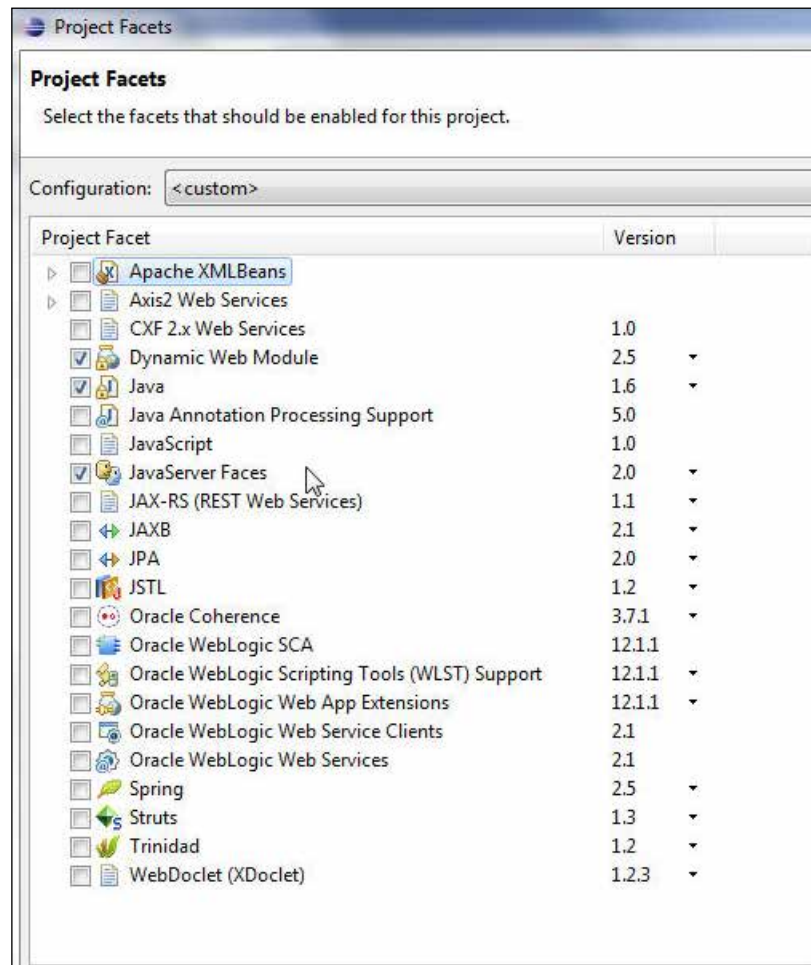 Project Facets
Project Facets
Select the facets that should be enabled for this project.
Configuration: <custom>
Project Facet Version
Apache XMLBeans
Axis2 Web Services
CXF 2.x Web Services 1.0
Dynamic Web Module 2.5
Java 1.6
Java Annotation Processing Support 5.0
JavaScript 1.0
JavaServer Faces 2.0
JAX-RS (REST Web Services) 1.1
JAXB 2.1
JPA 2.0
JSTL 1.2
Oracle Coherence 3.7.1
Oracle WebLogic SCA 12.1.1
Oracle WebLogic Scripting Tools (WLST) Support 12.1.1
Oracle WebLogic Web App Extensions 12.1.1
Oracle WebLogic Web Service Clients 2.1
Oracle WebLogic Web Services 2.1
Spring 2.5
Struts 1.3
Trinidad 1.2
WebDoclet (XDoclet) 1.2.3